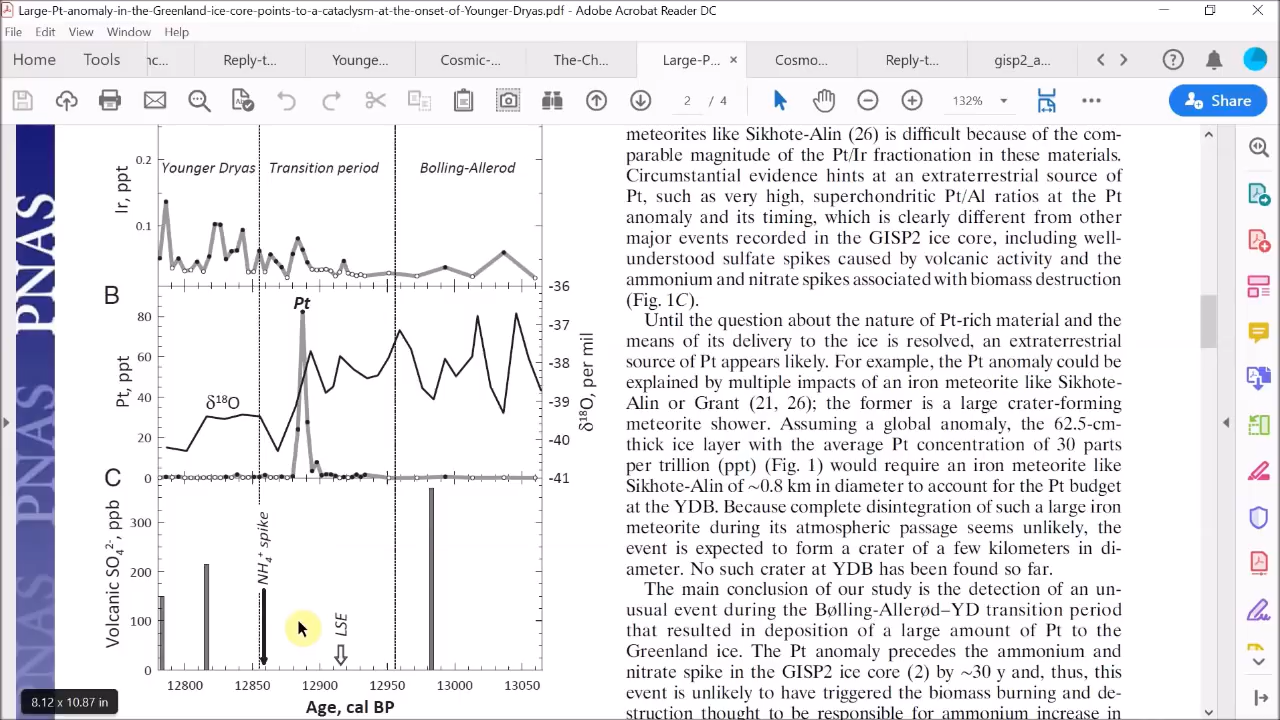 Large-Pt-anomaly-in-the-Greenland-ice-core-points-to-a-cataclysm-at-the-onset-of-Younger-Dryas.pdf - Adobe Acrobat Reader DC
File Edit View Window Help
Home Tools nc... Reply-t... Younge... Cosmic-... The-Ch... Large-P... × Cosmo... Reply-t... gisp2_a...
2 / 4 132% Share
PNAS PNAS
Ir, ppt
0.2
0.1
Younger Dryas Transition period Bolling-Allerod
B
Pt, ppt
80
60
40
20
0
Pt
δ18O
-36
-37
-38
-39
-40
-41
δ18O, per mil
C
Volcanic SO4 2-, ppb
300
200
100
0
NH4+ spike
LSE
12800 12850 12900 12950 13000 13050
Age, cal BP
8.12 x 10.87 in
meteorites like Sikhote-Alin (26) is difficult because of the com-
parable magnitude of the Pt/Ir fractionation in these materials.
Circumstantial evidence hints at an extraterrestrial source of
Pt, such as very high, superchondritic Pt/Al ratios at the Pt
anomaly and its timing, which is clearly different from other
major events recorded in the GISP2 ice core, including well-
understood sulfate spikes caused by volcanic activity and the
ammonium and nitrate spikes associated with biomass destruction
(Fig. 1C).
Until the question about the nature of Pt-rich material and the
means of its delivery to the ice is resolved, an extraterrestrial
source of Pt appears likely. For example, the Pt anomaly could be
explained by multiple impacts of an iron meteorite like Sikhote-
Alin or Grant (21, 26); the former is a large crater-forming
meteorite shower. Assuming a global anomaly, the 62.5-cm-
thick ice layer with the average Pt concentration of 30 parts
per trillion (ppt) (Fig. 1) would require an iron meteorite like
Sikhote-Alin of ~0.8 km in diameter to account for the Pt budget
at the YDB. Because complete disintegration of such a large iron
meteorite during its atmospheric passage seems unlikely, the
event is expected to form a crater of a few kilometers in di-
ameter. No such crater at YDB has been found so far.
The main conclusion of our study is the detection of an un-
usual event during the Bølling-Allerød–YD transition period
that resulted in deposition of a large amount of Pt to the
Greenland ice. The Pt anomaly precedes the ammonium and
nitrate spike in the GISP2 ice core (2) by ~30 y and, thus, this
event is unlikely to have triggered the biomass burning and de-
struction thought to be responsible for ammonium increase in